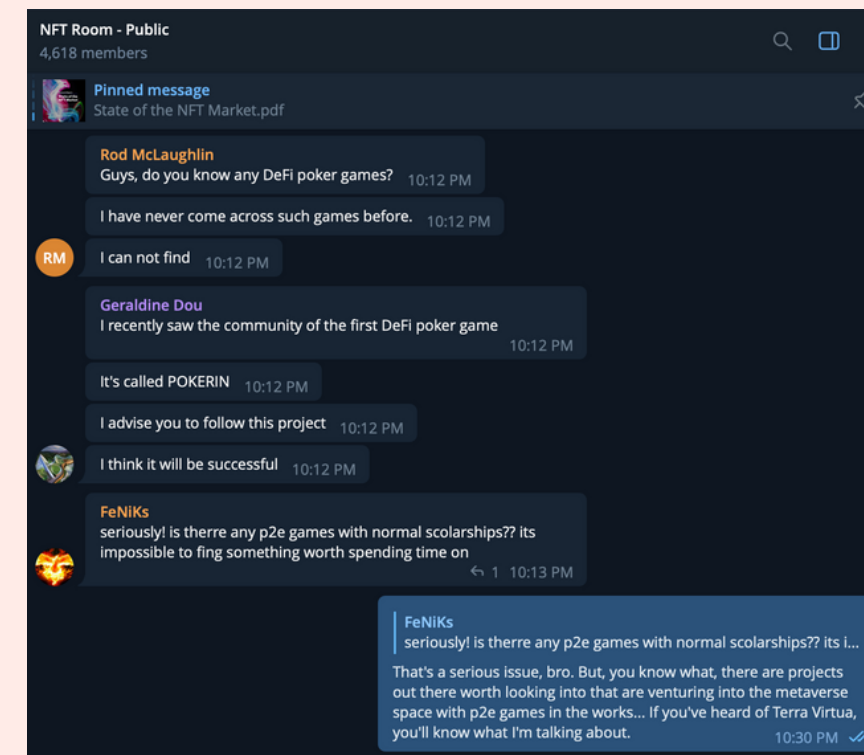 NFT Room - Public
4,618 members
Pinned message
State of the NFT Market.pdf
Rod McLaughlin
Guys, do you know any DeFi poker games? 10:12 PM
I have never come across such games before. 10:12 PM
RM
I can not find 10:12 PM
Geraldine Dou
I recently saw the community of the first DeFi poker game
10:12 PM
It's called POKERIN 10:12 PM
I advise you to follow this project 10:12 PM
I think it will be successful 10:12 PM
FeNiKs
seriously! is therre any p2e games with normal scolarships?? its
impossible to fing something worth spending time on
1 10:13 PM
FeNiKs
seriously! is therre any p2e games with normal scolarships?? its i...
That's a serious issue, bro. But, you know what, there are projects
out there worth looking into that are venturing into the metaverse
space with p2e games in the works... If you've heard of Terra Virtua,
you'll know what I'm talking about. 10:30 PM